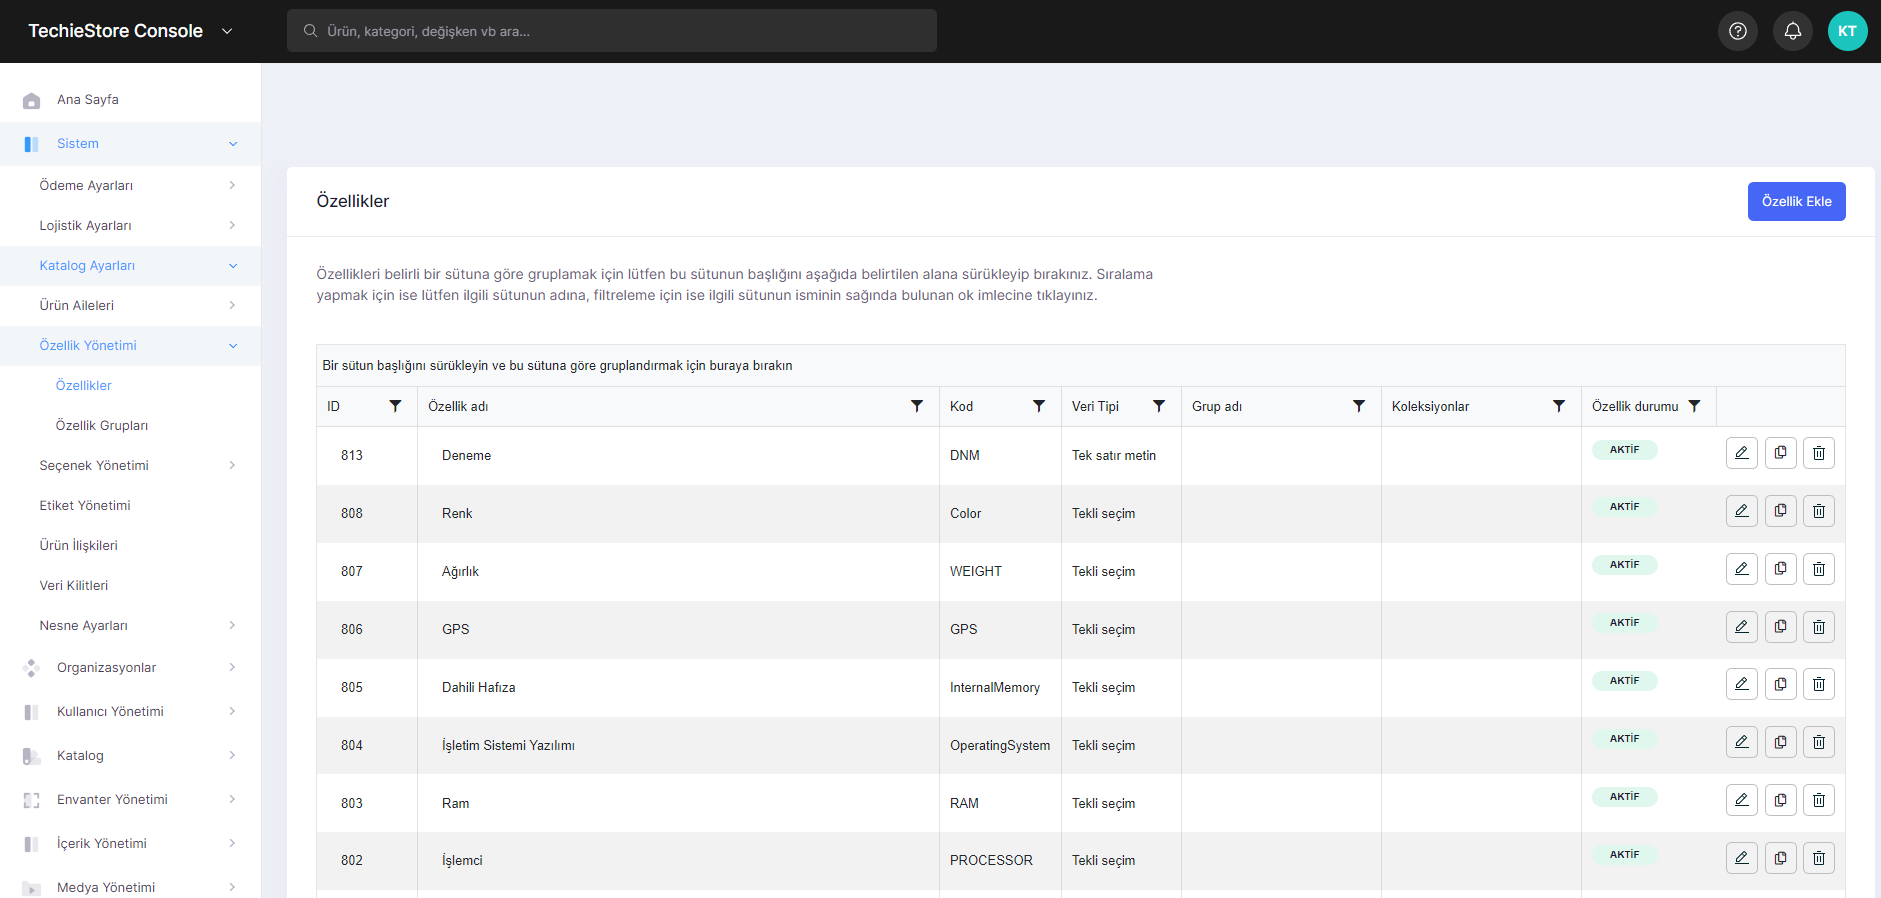 TechieStore Console
Ürün, kategori, değişken vb ara...
KT
Ana Sayfa
Sistem
Ödeme Ayarları
Lojistik Ayarları
Katalog Ayarları
Ürün Aileleri
Özellik Yönetimi
Özellikler
Özellik Grupları
Seçenek Yönetimi
Etiket Yönetimi
Ürün İlişkileri
Veri Kilitleri
Nesne Ayarları
Organizasyonlar
Kullanıcı Yönetimi
Katalog
Envanter Yönetimi
İçerik Yönetimi
Medya Yönetimi
Özellikler
Özellik Ekle
Özellikleri belirli bir sütuna göre gruplamak için lütfen bu sütunun başlığını aşağıda belirtilen alana sürükleyip bırakınız. Sıralama
yapmak için ise lütfen ilgili sütunun adına, filtreleme için ise ilgili sütunun isminin sağında bulunan ok imlecine tıklayınız.
Bir sütun başlığını sürükleyin ve bu sütuna göre gruplandırmak için buraya bırakın
ID Özellik adı Kod Veri Tipi Grup adı Koleksiyonlar Özellik durumu
813 Deneme DNM Tek satır metin AKTİF
808 Renk Color Tekli seçim AKTİF
807 Ağırlık WEIGHT Tekli seçim AKTİF
806 GPS GPS Tekli seçim AKTİF
805 Dahili Hafıza InternalMemory Tekli seçim AKTİF
804 İşletim Sistemi Yazılımı OperatingSystem Tekli seçim AKTİF
803 Ram RAM Tekli seçim AKTİF
802 İşlemci PROCESSOR Tekli seçim AKTİF